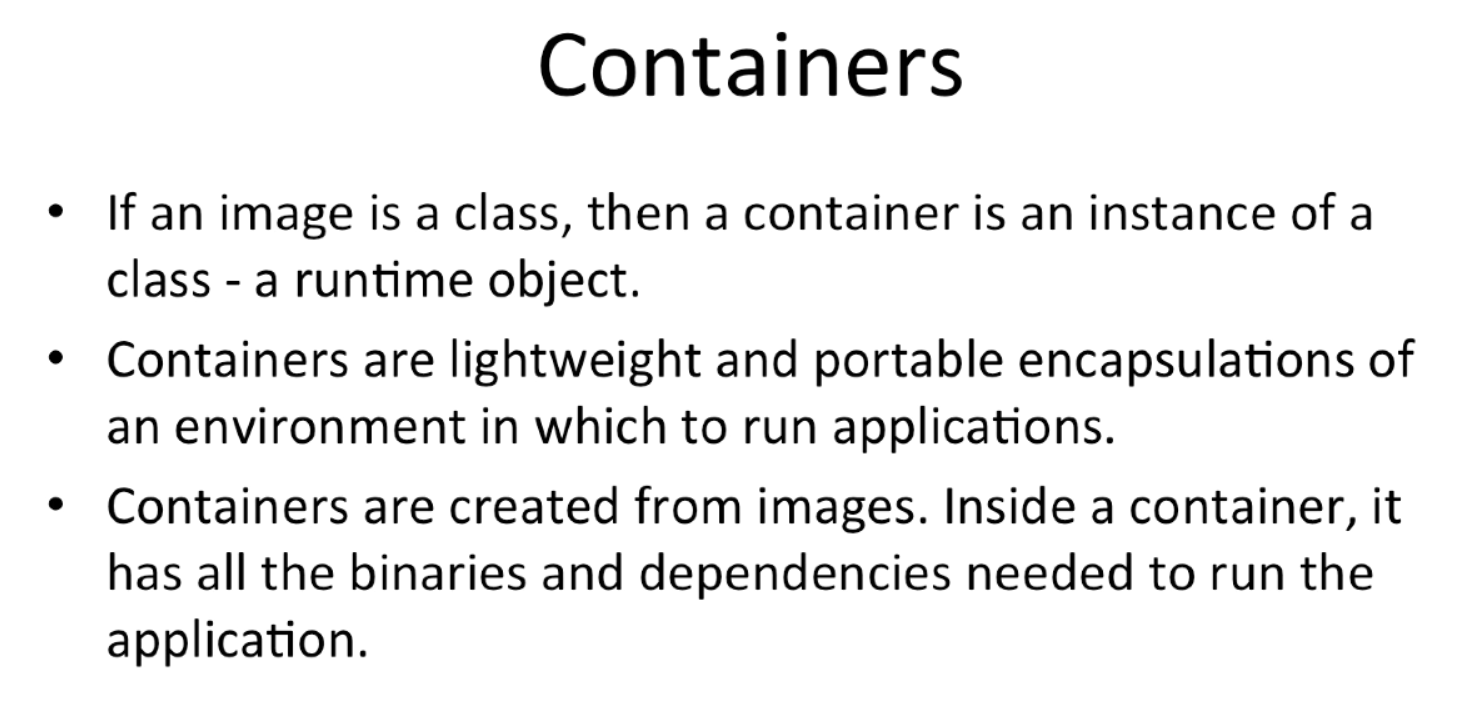 Containers
• If an image is a class, then a container is an instance of a
class - a runtime object.
• Containers are lightweight and portable encapsulations of
an environment in which to run applications.
• Containers are created from images. Inside a container, it
has all the binaries and dependencies needed to run the
application.